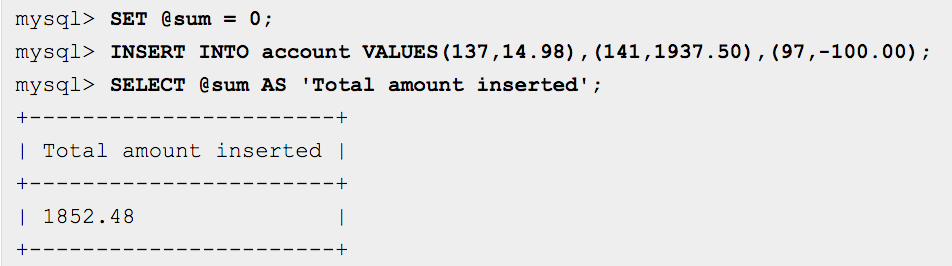 mysql> SET @sum = 0;
mysql> INSERT INTO account VALUES(137,14.98),(141,1937.50),(97,-100.00);
mysql> SELECT @sum AS 'Total amount inserted';
+-----------------------+
| Total amount inserted |
+-----------------------+
| 1852.48               |
+-----------------------+